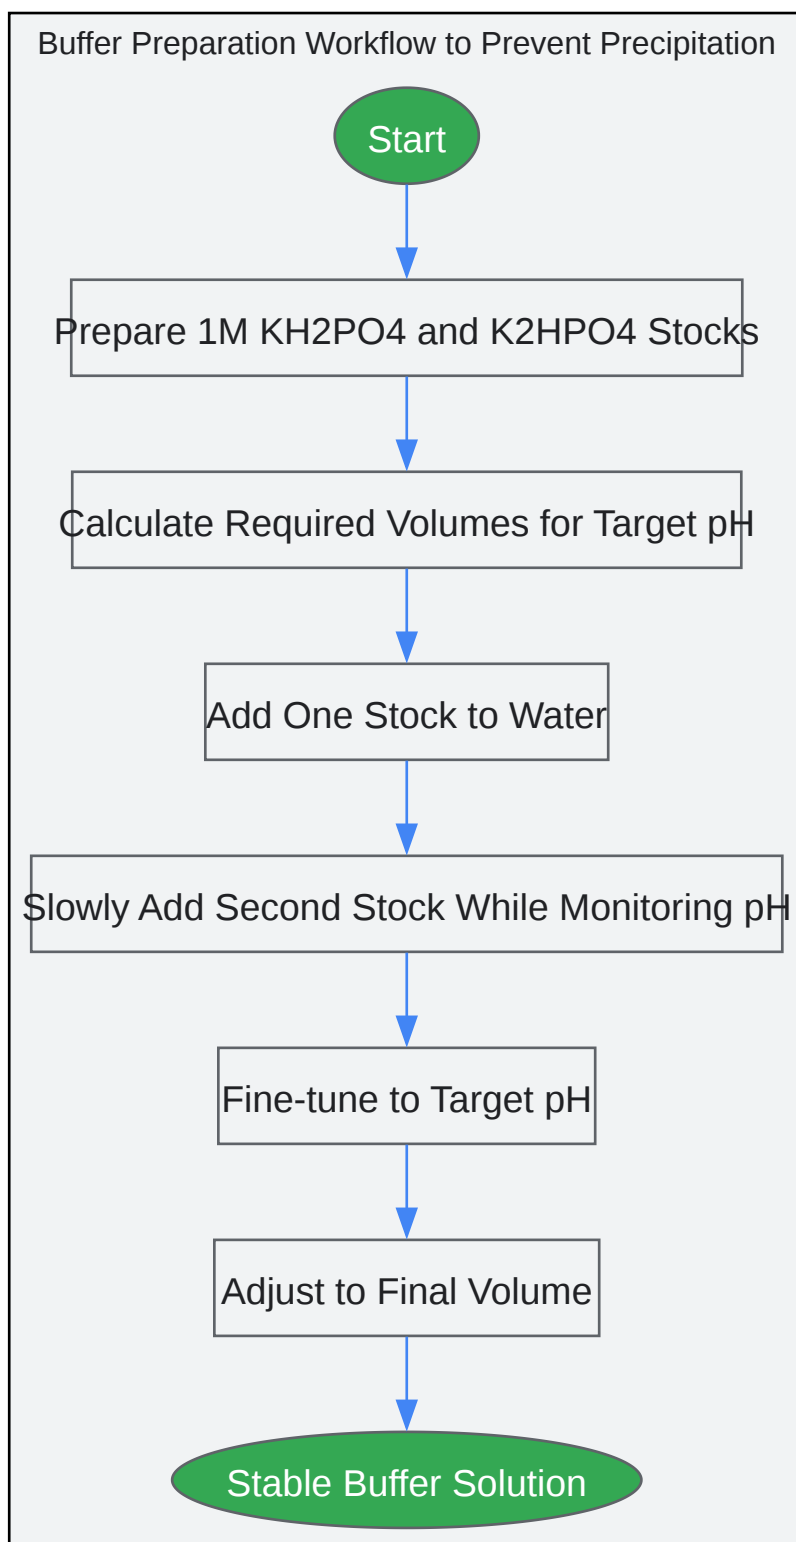 Buffer Preparation Workflow to Prevent Precipitation
Start
Prepare 1M KH2PO4 and K2HPO4 Stocks
Calculate Required Volumes for Target pH
Add One Stock to Water
Slowly Add Second Stock While Monitoring pH
Fine-tune to Target pH
Adjust to Final Volume
Stable Buffer Solution